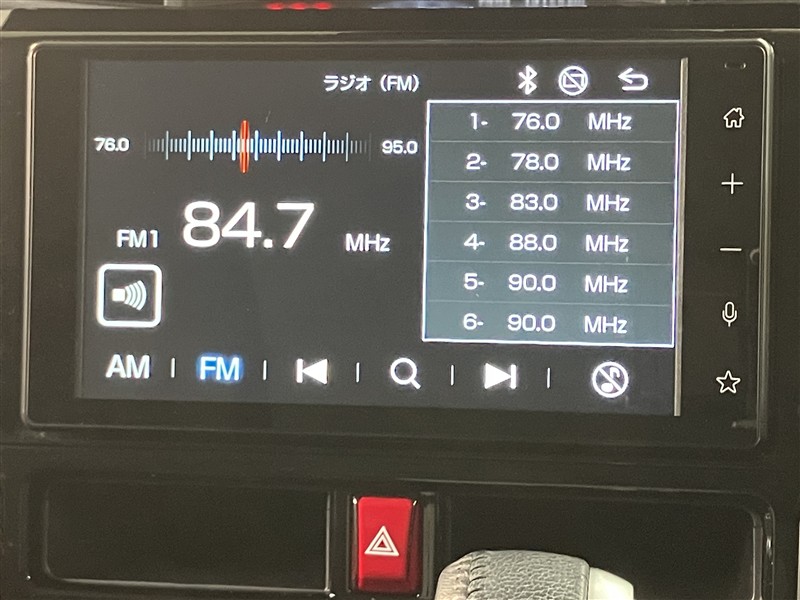 ラジオ（FM）
76.0 95.0
FM1 84.7 MHz
1- 76.0 MHz
2- 78.0 MHz
3- 83.0 MHz
4- 88.0 MHz
5- 90.0 MHz
6- 90.0 MHz
AM FM